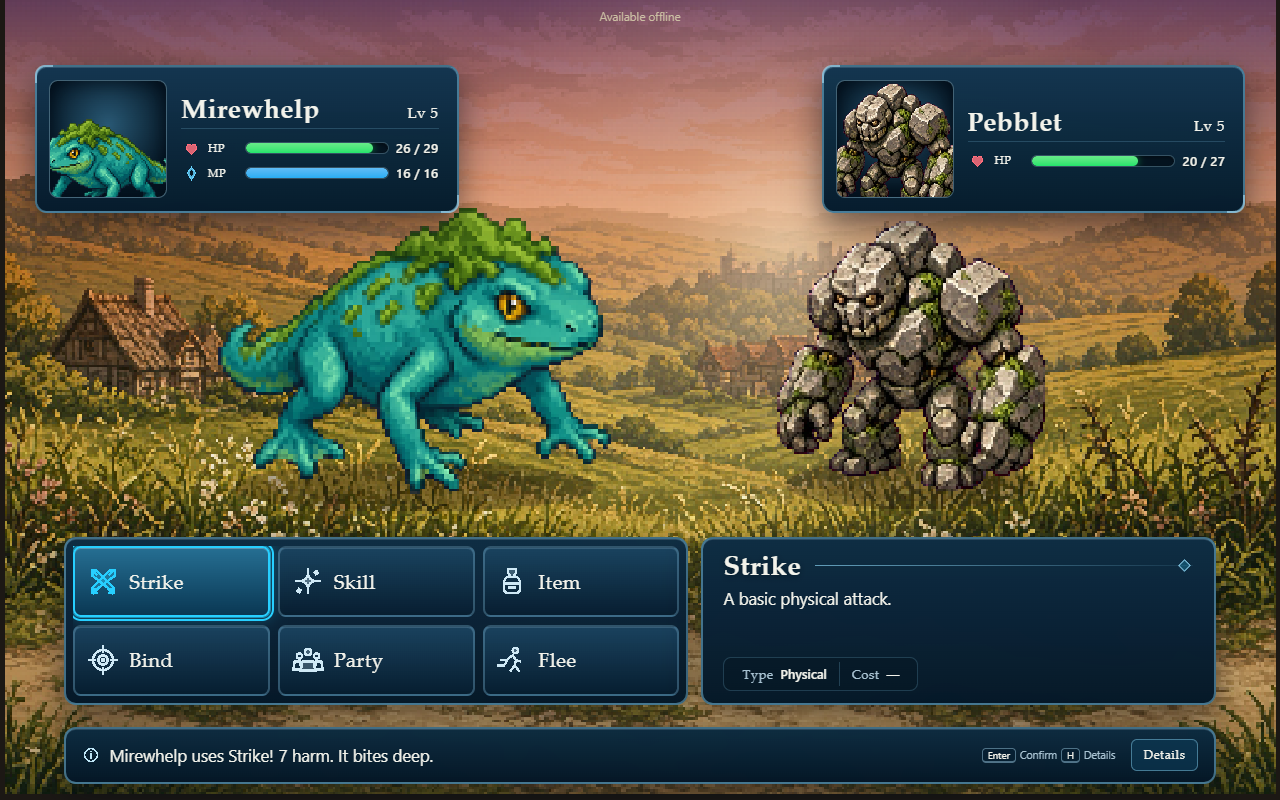 Available offline
Mirewhelp Lv 5
HP 26 / 29
MP 16 / 16
Pebblet Lv 5
HP 20 / 27
Strike
Skill
Item
Bind
Party
Flee
Strike
A basic physical attack.
Type Physical Cost —
Mirewhelp uses Strike! 7 harm. It bites deep.
Enter Confirm H Details
Details